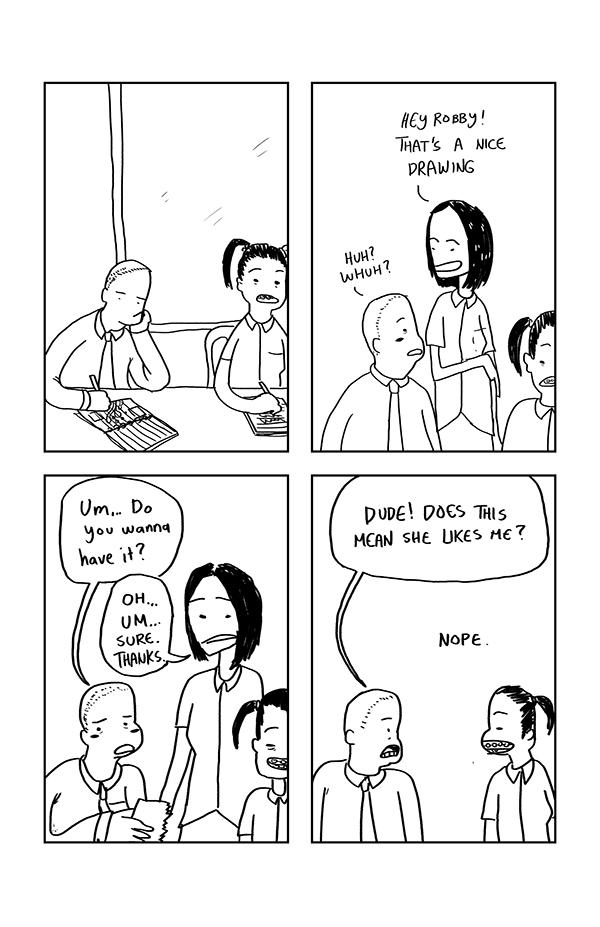 HEY ROBBY!
THAT'S A NICE
DRAWING
HUH?
WHUH?
Um... Do
you wanna
have it?
OH...
UM...
SURE.
THANKS.
DUDE! DOES THIS
MEAN SHE LIKES ME?
NOPE.